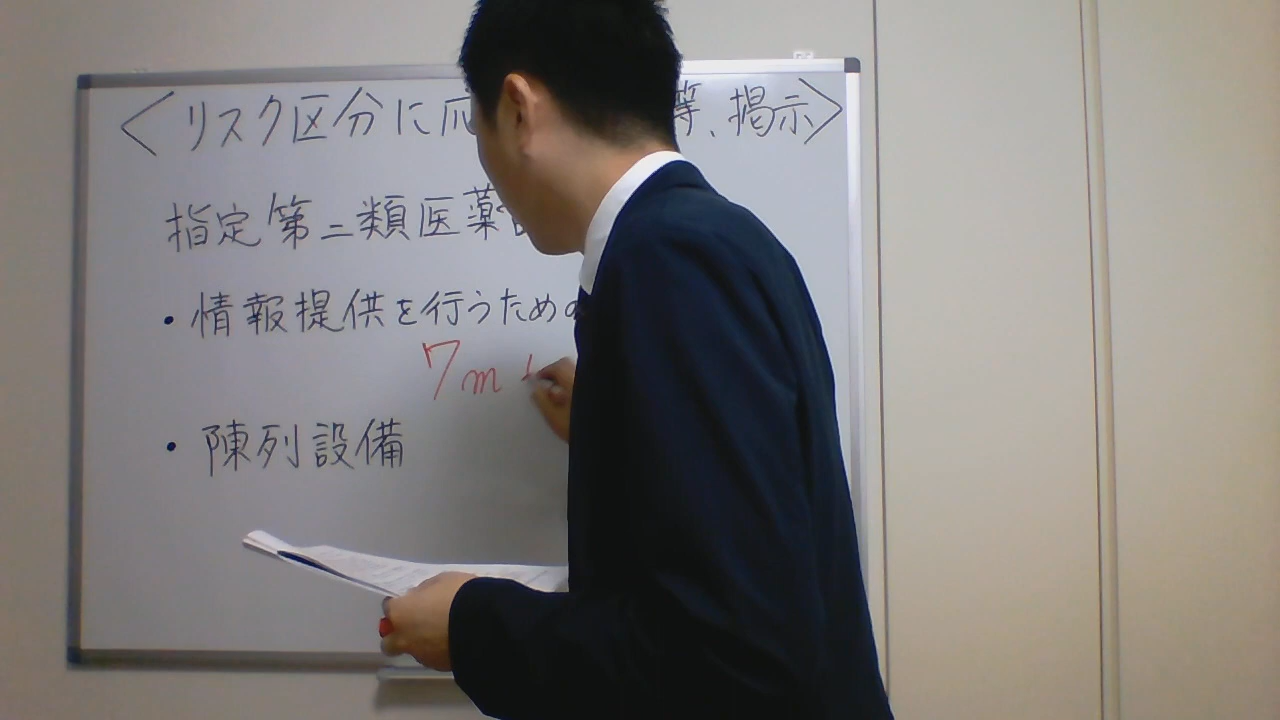 <リスク区分に応 等、掲示>
指定第二類医薬
・情報提供を行うための
7m
・陳列設備